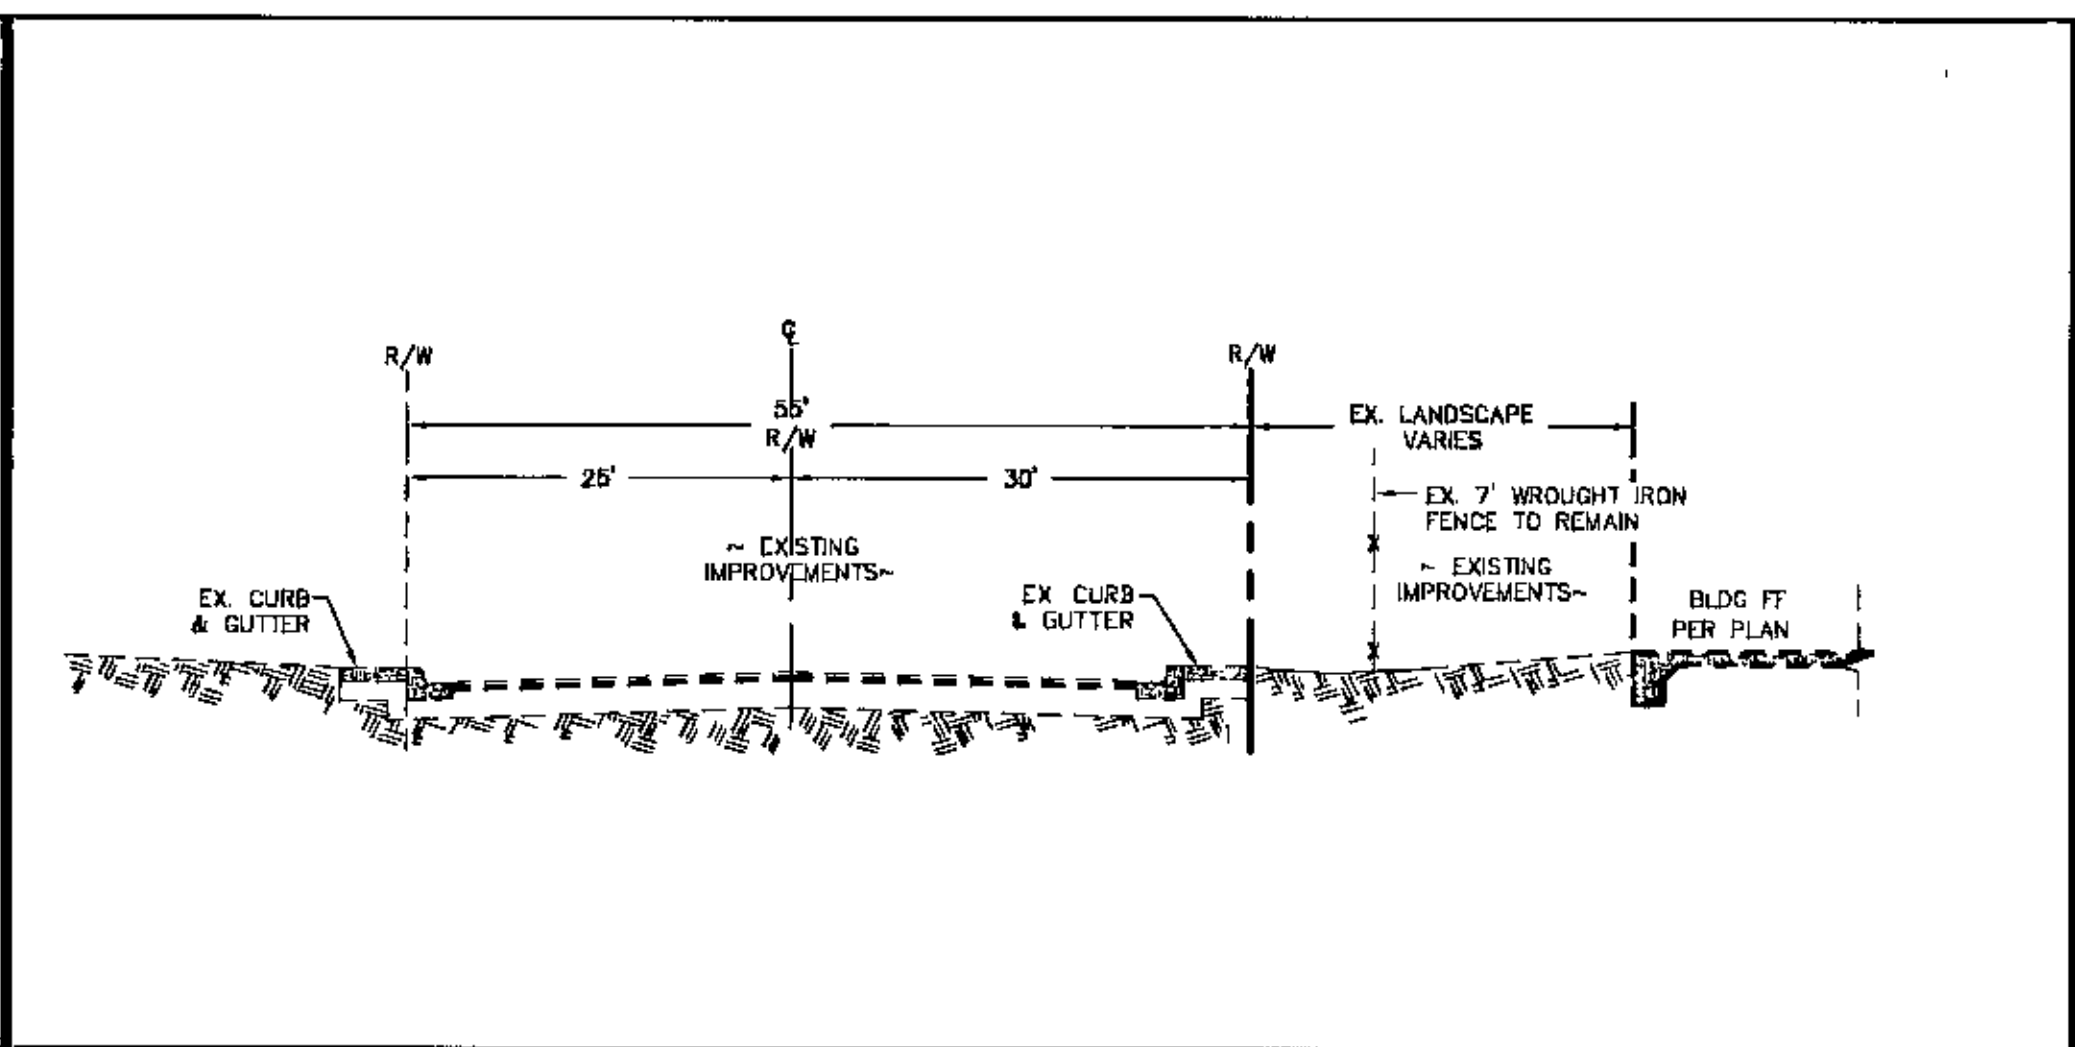 ℄
R/W
R/W
55'
R/W
EX. LANDSCAPE
VARIES
25'
30'
EX. 7' WROUGHT IRON
FENCE TO REMAIN
~ EXISTING
IMPROVEMENTS~
~ EXISTING
IMPROVEMENTS~
EX. CURB
& GUTTER
EX CURB
& GUTTER
BLDG FF
PER PLAN